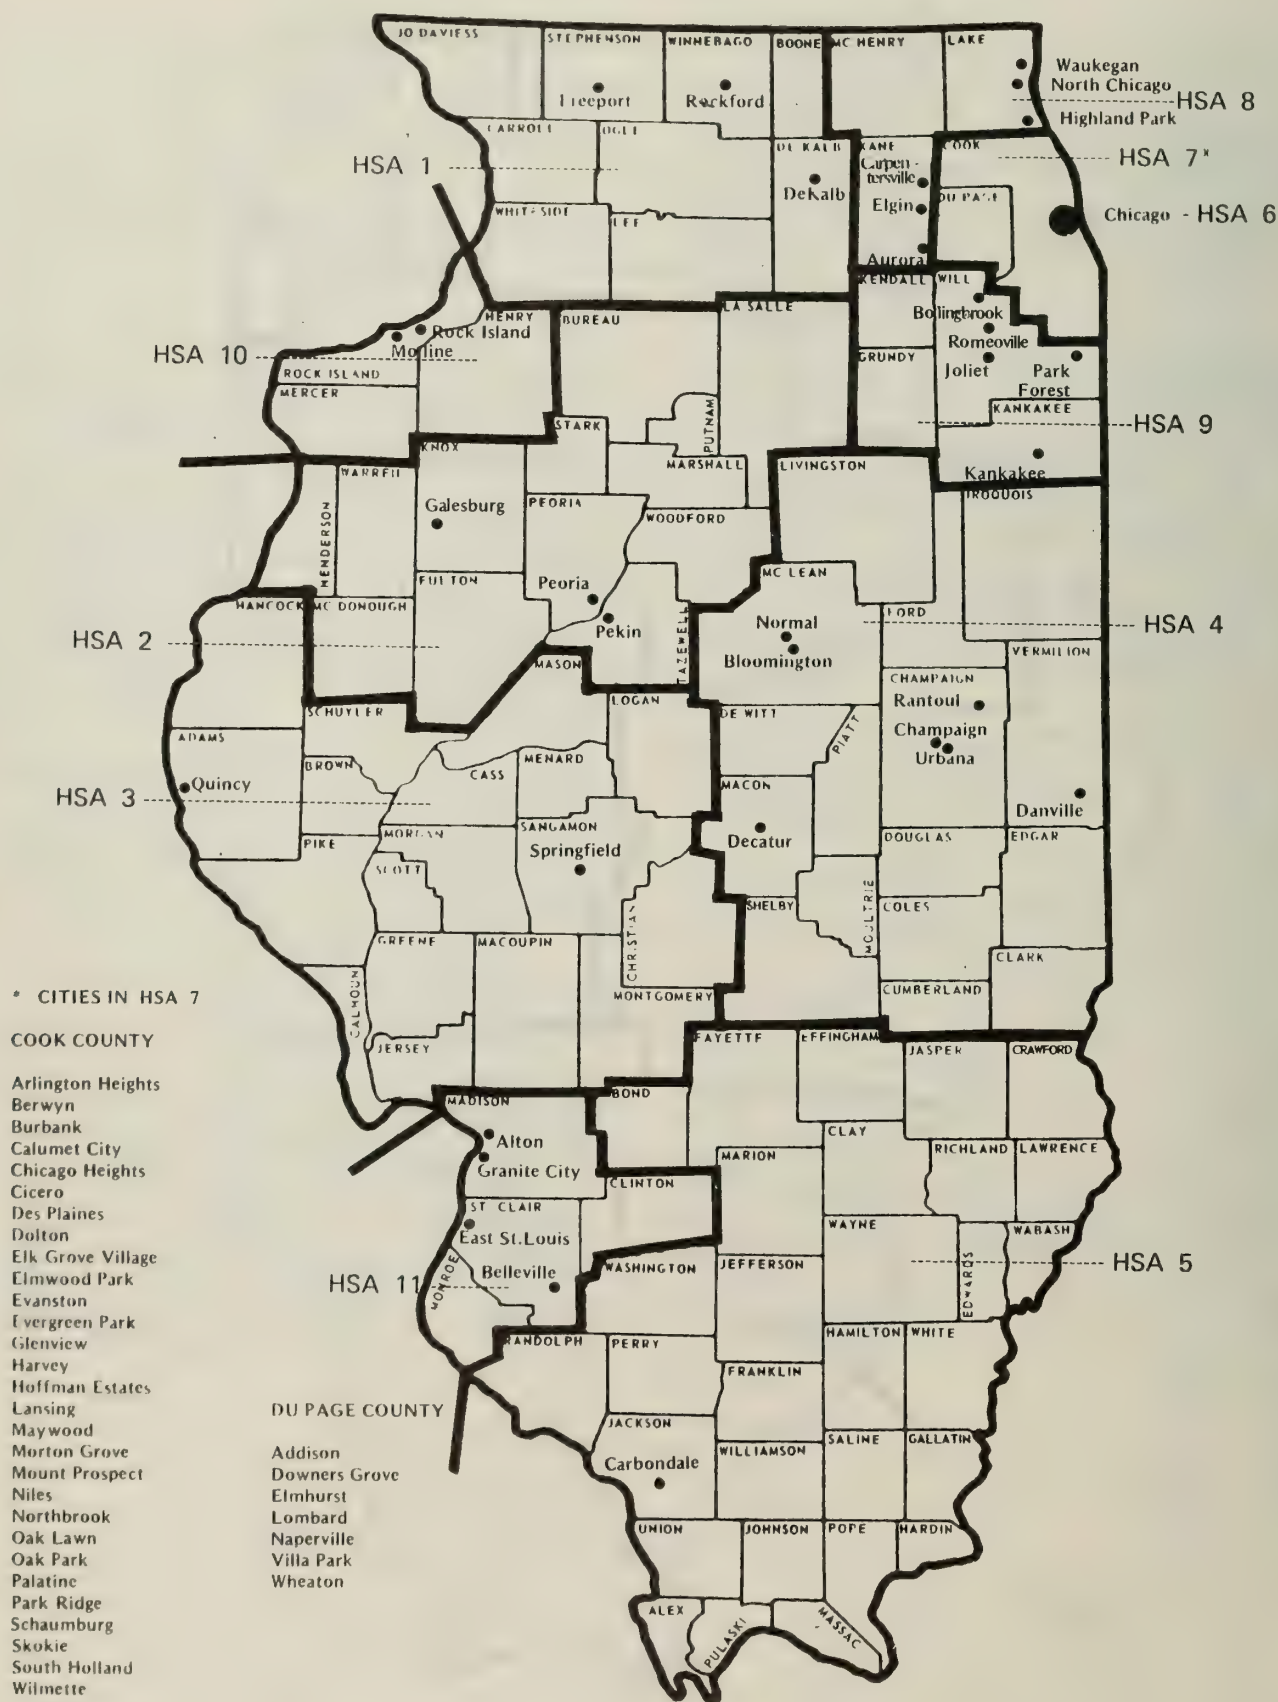 JO DAVIESS
STEPHENSON
WINNEBAGO
BOONE
MC HENRY
LAKE
Waukegan
North Chicago
HSA 8
Highland Park
Freeport
Rockford
CARROLL
OGLE
DE KALB
KANE
COOK
HSA 7*
HSA 1
Carpen-
tersville
DeKalb
Elgin
DU PAGE
Chicago - HSA 6
WHITESIDE
LEE
Aurora
KENDALL
WILL
HENRY
BUREAU
LA SALLE
Bolingbrook
Rock Island
Moline
HSA 10
Romeoville
GRUNDY
Joliet
Park
Forest
ROCK ISLAND
MERCER
KANKAKEE
STARK
PUTNAM
HSA 9
KNOX
WARREN
MARSHALL
LIVINGSTON
Kankakee
IROQUOIS
Galesburg
PEORIA
WOODFORD
HENDERSON
FULTON
MC LEAN
Peoria
HANCOCK
MC DONOUGH
FORD
Pekin
TAZEWELL
Normal
Bloomington
HSA 4
HSA 2
MASON
VERMILION
CHAMPAIGN
Rantoul
LOGAN
SCHUYLER
DE WITT
PIATT
Champaign
Urbana
ADAMS
BROWN
CASS
MENARD
Quincy
MACON
HSA 3
Danville
PIKE
MORGAN
SANGAMON
Springfield
Decatur
DOUGLAS
EDGAR
SCOTT
SHELBY
MOULTRIE
COLES
GREENE
MACOUPIN
CHRISTIAN
CLARK
CALHOUN
MONTGOMERY
CUMBERLAND
JERSEY
FAYETTE
EFFINGHAM
JASPER
CRAWFORD
MADISON
BOND
Alton
CLAY
Granite City
MARION
RICHLAND
LAWRENCE
CLINTON
ST CLAIR
East St.Louis
WAYNE
WABASH
EDWARDS
HSA 5
HSA 11
MONROE
Belleville
WASHINGTON
JEFFERSON
RANDOLPH
PERRY
HAMILTON
WHITE
FRANKLIN
JACKSON
Carbondale
WILLIAMSON
SALINE
GALLATIN
UNION
JOHNSON
POPE
HARDIN
ALEX
PULASKI
MASSAC
* CITIES IN HSA 7
COOK COUNTY
Arlington Heights
Berwyn
Burbank
Calumet City
Chicago Heights
Cicero
Des Plaines
Dolton
Elk Grove Village
Elmwood Park
Evanston
Evergreen Park
Glenview
Harvey
Hoffman Estates
Lansing
Maywood
Morton Grove
Mount Prospect
Niles
Northbrook
Oak Lawn
Oak Park
Palatine
Park Ridge
Schaumburg
Skokie
South Holland
Wilmette
DU PAGE COUNTY
Addison
Downers Grove
Elmhurst
Lombard
Naperville
Villa Park
Wheaton